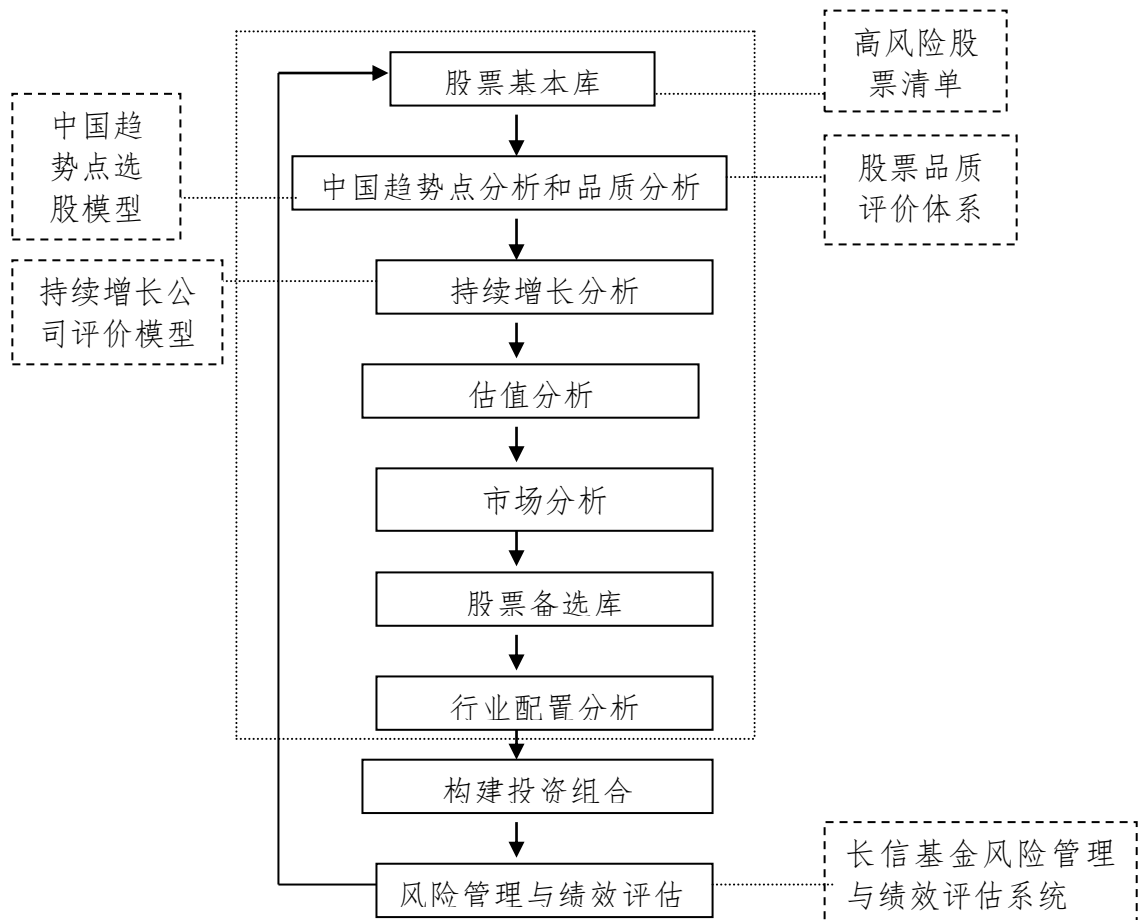 高风险股
票清单
股票基本库
中国趋
势点选
股模型
中国趋势点分析和品质分析
股票品质
评价体系
持续增长公
司评价模型
持续增长分析
估值分析
市场分析
股票备选库
行业配置分析
构建投资组合
风险管理与绩效评估
长信基金风险管理
与绩效评估系统